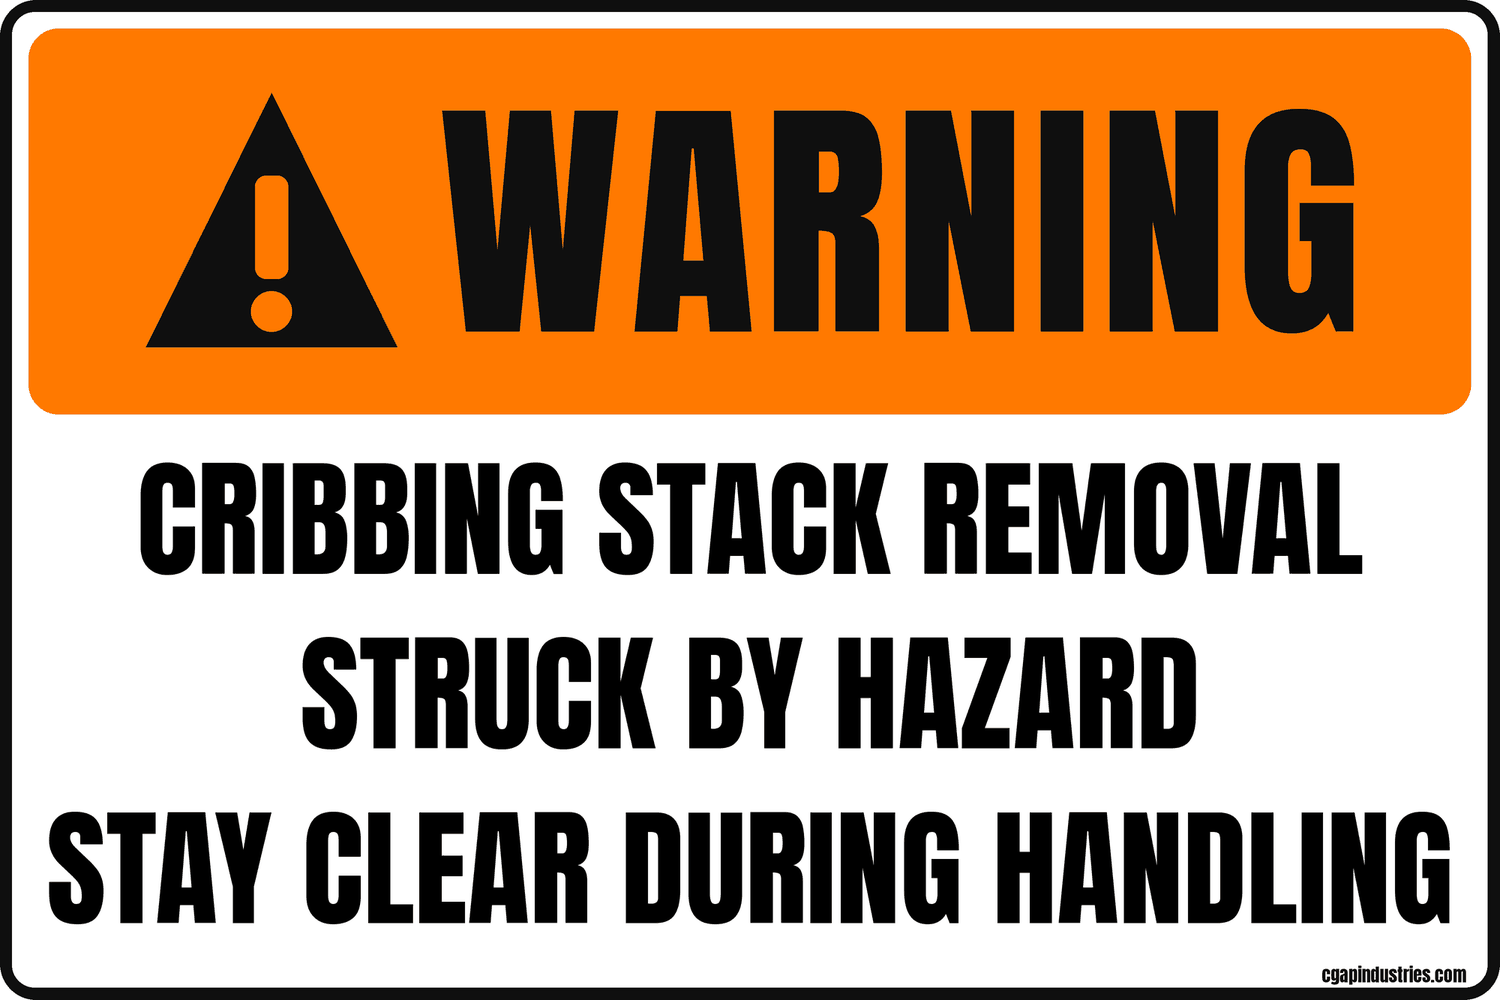 WARNING
CRIBBING STACK REMOVAL
STRUCK BY HAZARD
STAY CLEAR DURING HANDLING
cgapindustries.com